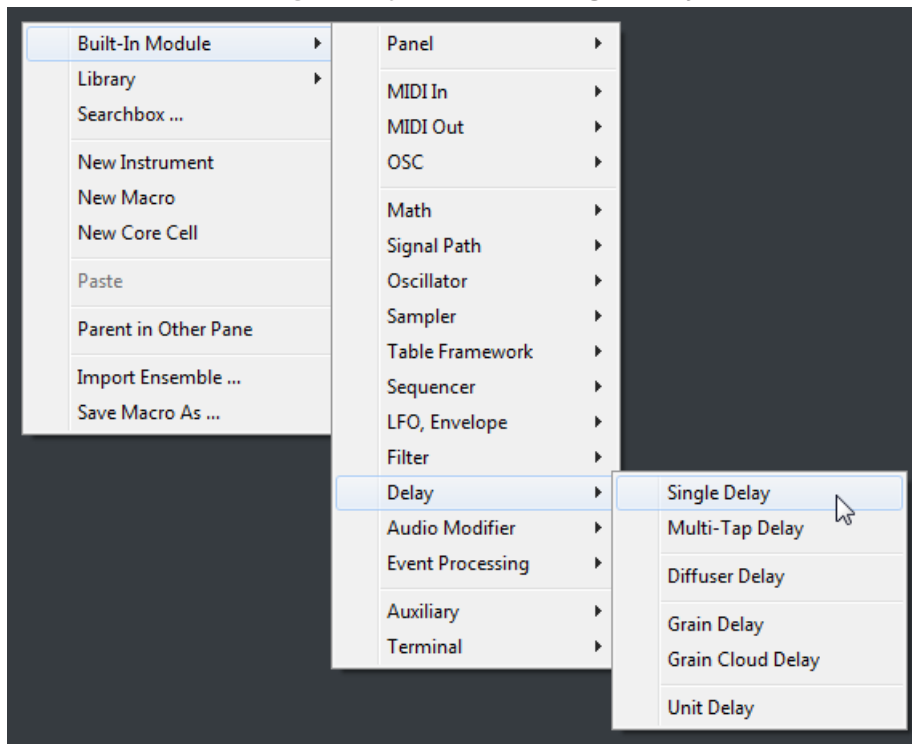 Built-In Module
Library
Searchbox ...
New Instrument
New Macro
New Core Cell
Paste
Parent in Other Pane
Import Ensemble ...
Save Macro As ...
Panel
MIDI In
MIDI Out
OSC
Math
Signal Path
Oscillator
Sampler
Table Framework
Sequencer
LFO, Envelope
Filter
Delay
Audio Modifier
Event Processing
Auxiliary
Terminal
Single Delay
Multi-Tap Delay
Diffuser Delay
Grain Delay
Grain Cloud Delay
Unit Delay